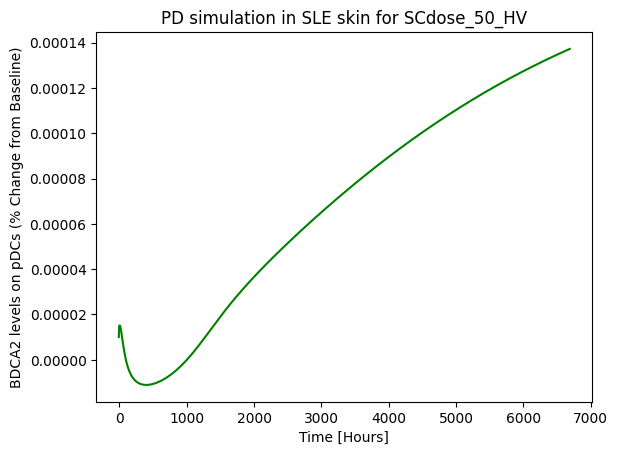 PD simulation in SLE skin for SCdose_50_HV
BDCA2 levels on pDCs (% Change from Baseline)
0.00014
0.00012
0.00010
0.00008
0.00006
0.00004
0.00002
0.00000
0 1000 2000 3000 4000 5000 6000 7000
Time [Hours]